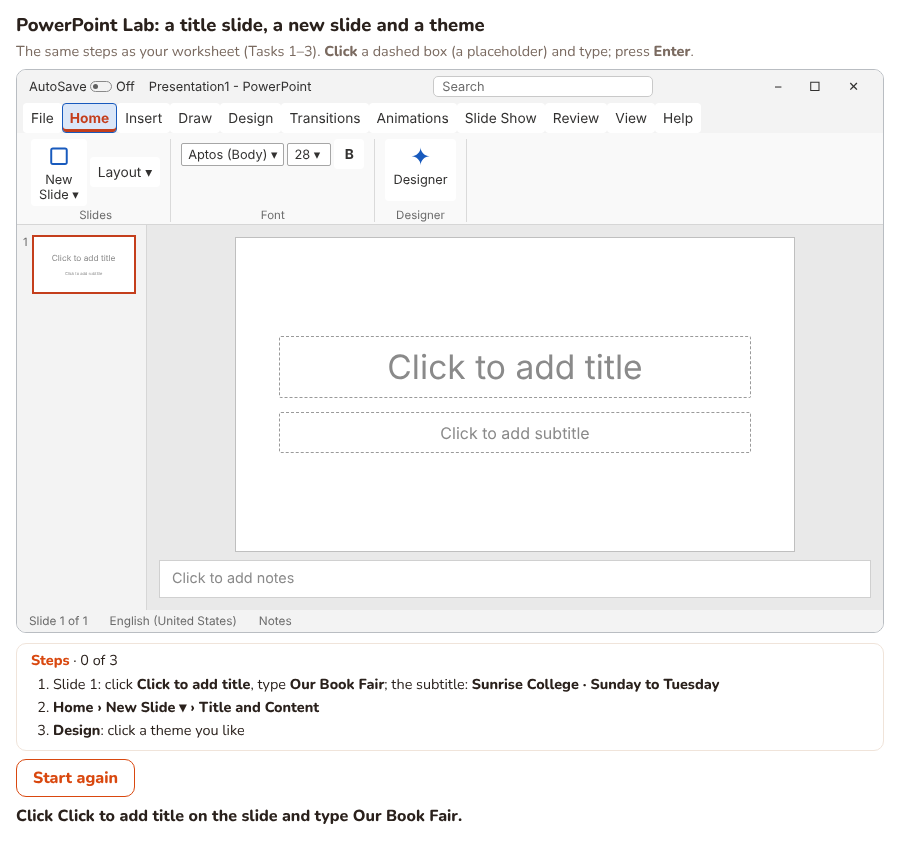 PowerPoint Lab: a title slide, a new slide and a theme
The same steps as your worksheet (Tasks 1–3). Click a dashed box (a placeholder) and type; press Enter.
AutoSave Off Presentation1 - PowerPoint Search
File Home Insert Draw Design Transitions Animations Slide Show Review View Help
New Slide ▾ Layout ▾ Aptos (Body) ▾ 28 ▾ B Designer
Slides Font Designer
1
Click to add title
Click to add subtitle
Click to add title
Click to add subtitle
Click to add notes
Slide 1 of 1 English (United States) Notes
Steps · 0 of 3
1. Slide 1: click Click to add title, type Our Book Fair; the subtitle: Sunrise College · Sunday to Tuesday
2. Home › New Slide ▾ › Title and Content
3. Design: click a theme you like
Start again
Click Click to add title on the slide and type Our Book Fair.